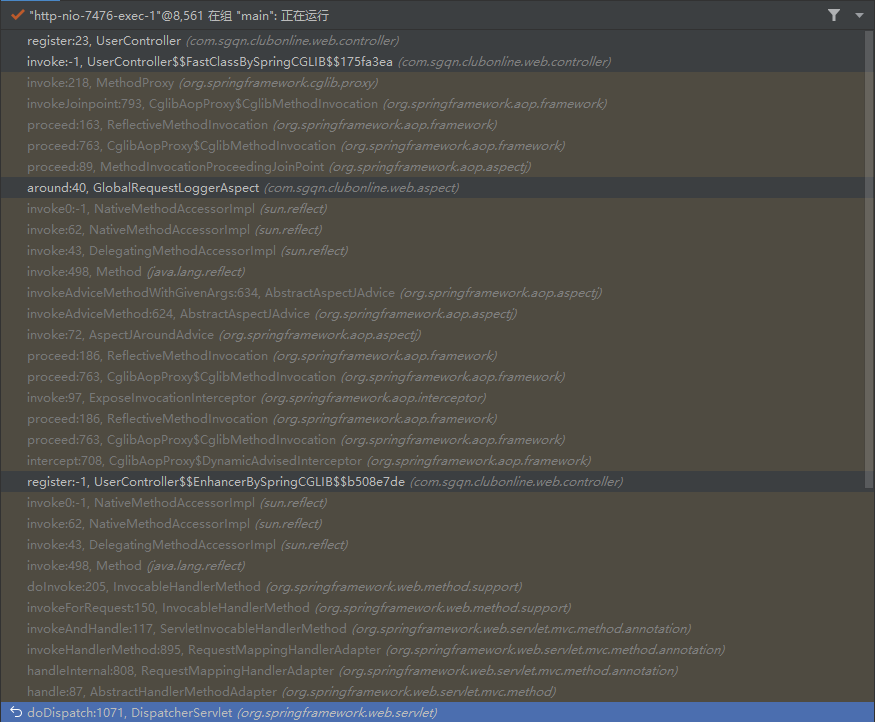 "http-nio-7476-exec-1"@8,561 在组 "main": 正在运行
register:23, UserController (com.sgqn.clubonline.web.controller)
invoke:-1, UserController$$FastClassBySpringCGLIB$$175fa3ea (com.sgqn.clubonline.web.controller)
invoke:218, MethodProxy (org.springframework.cglib.proxy)
invokeJoinpoint:793, CglibAopProxy$CglibMethodInvocation (org.springframework.aop.framework)
proceed:163, ReflectiveMethodInvocation (org.springframework.aop.framework)
proceed:763, CglibAopProxy$CglibMethodInvocation (org.springframework.aop.framework)
proceed:89, MethodInvocationProceedingJoinPoint (org.springframework.aop.aspectj)
around:40, GlobalRequestLoggerAspect (com.sgqn.clubonline.web.aspect)
invoke0:-1, NativeMethodAccessorImpl (sun.reflect)
invoke:62, NativeMethodAccessorImpl (sun.reflect)
invoke:43, DelegatingMethodAccessorImpl (sun.reflect)
invoke:498, Method (java.lang.reflect)
invokeAdviceMethodWithGivenArgs:634, AbstractAspectJAdvice (org.springframework.aop.aspectj)
invokeAdviceMethod:624, AbstractAspectJAdvice (org.springframework.aop.aspectj)
invoke:72, AspectJAroundAdvice (org.springframework.aop.aspectj)
proceed:186, ReflectiveMethodInvocation (org.springframework.aop.framework)
proceed:763, CglibAopProxy$CglibMethodInvocation (org.springframework.aop.framework)
invoke:97, ExposeInvocationInterceptor (org.springframework.aop.interceptor)
proceed:186, ReflectiveMethodInvocation (org.springframework.aop.framework)
proceed:763, CglibAopProxy$CglibMethodInvocation (org.springframework.aop.framework)
intercept:708, CglibAopProxy$DynamicAdvisedInterceptor (org.springframework.aop.framework)
register:-1, UserController$$EnhancerBySpringCGLIB$$b508e7de (com.sgqn.clubonline.web.controller)
invoke0:-1, NativeMethodAccessorImpl (sun.reflect)
invoke:62, NativeMethodAccessorImpl (sun.reflect)
invoke:43, DelegatingMethodAccessorImpl (sun.reflect)
invoke:498, Method (java.lang.reflect)
doInvoke:205, InvocableHandlerMethod (org.springframework.web.method.support)
invokeForRequest:150, InvocableHandlerMethod (org.springframework.web.method.support)
invokeAndHandle:117, ServletInvocableHandlerMethod (org.springframework.web.servlet.mvc.method.annotation)
invokeHandlerMethod:895, RequestMappingHandlerAdapter (org.springframework.web.servlet.mvc.method.annotation)
handleInternal:808, RequestMappingHandlerAdapter (org.springframework.web.servlet.mvc.method.annotation)
handle:87, AbstractHandlerMethodAdapter (org.springframework.web.servlet.mvc.method)
doDispatch:1071, DispatcherServlet (org.springframework.web.servlet)